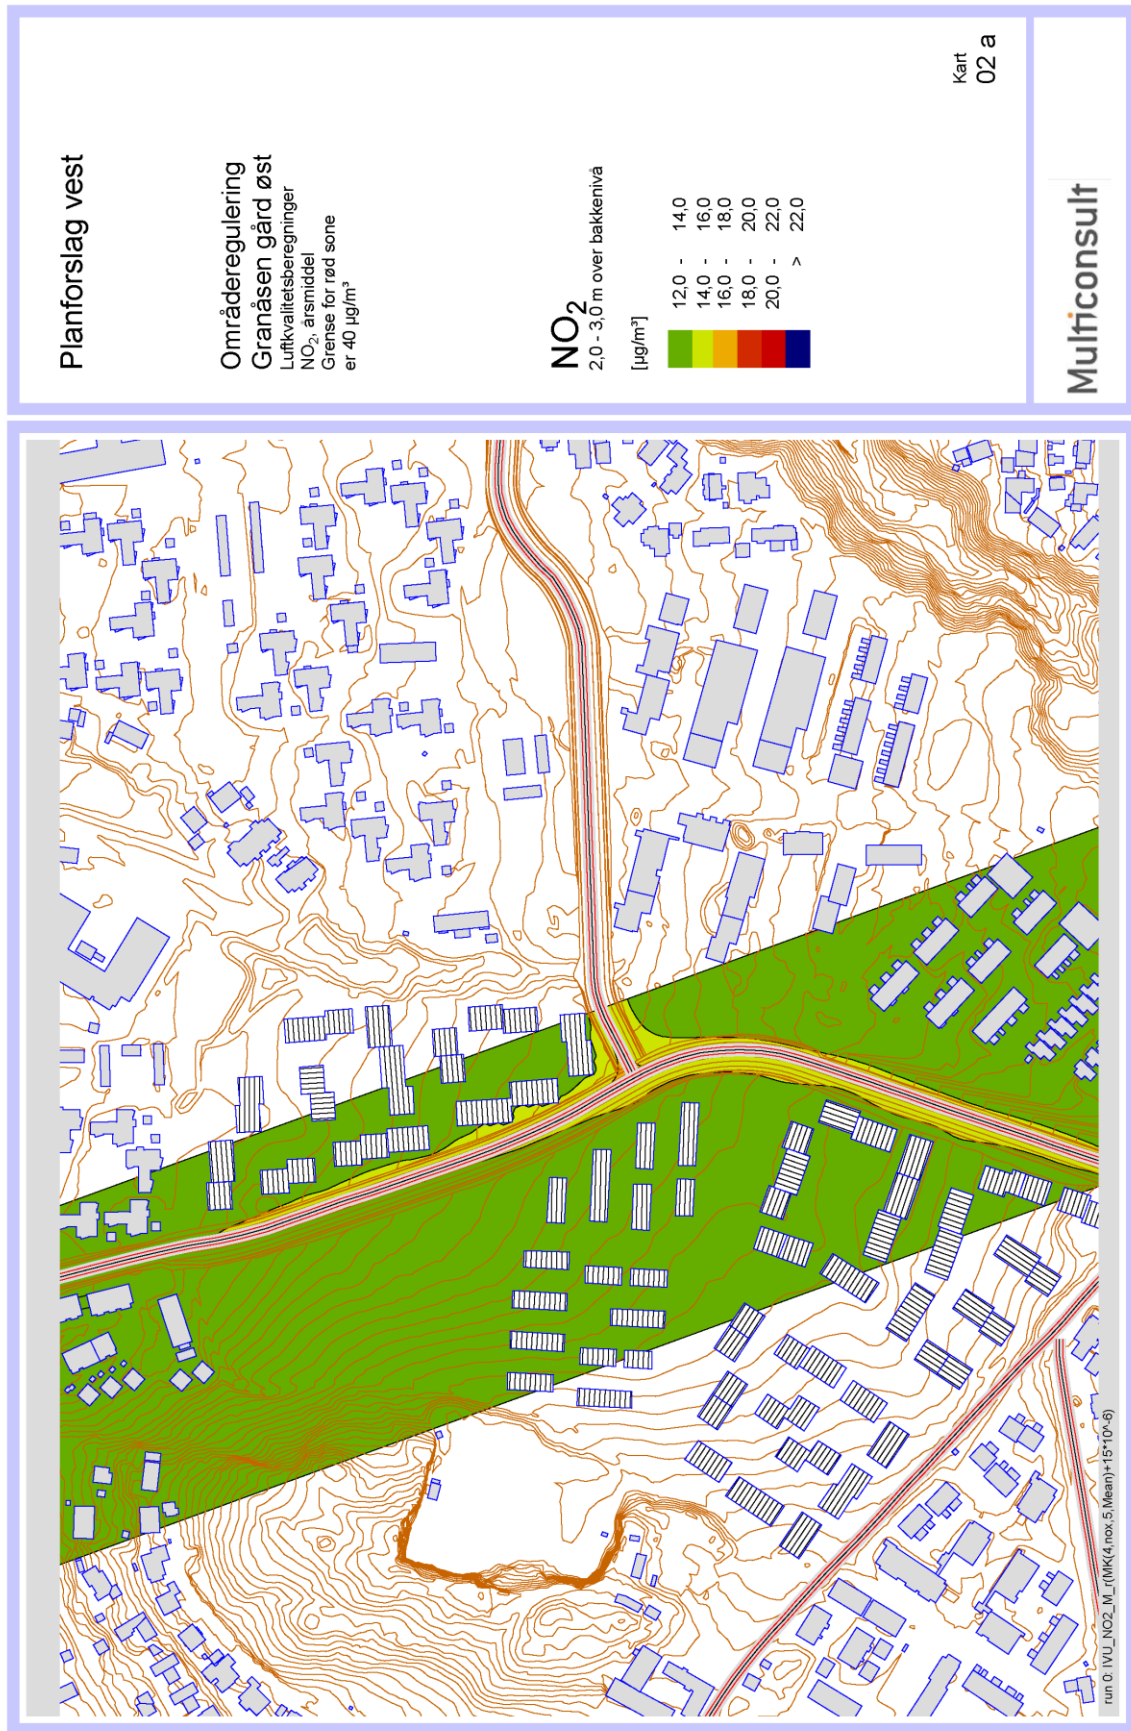 Planforslag vest
Områderegulering
Granåsen gård øst
Luftkvalitetsberegninger
NO₂, årsmiddel
Grense for rød sone
er 40 µg/m³
NO₂
2,0 - 3,0 m over bakkenivå
[µg/m³]
12,0 - 14,0
14,0 - 16,0
16,0 - 18,0
18,0 - 20,0
20,0 - 22,0
> 22,0
Kart
02 a
Multiconsult
run 0: IVU_NO2_M_r(MK(4,nox,5,Mean)+15*10^-6)